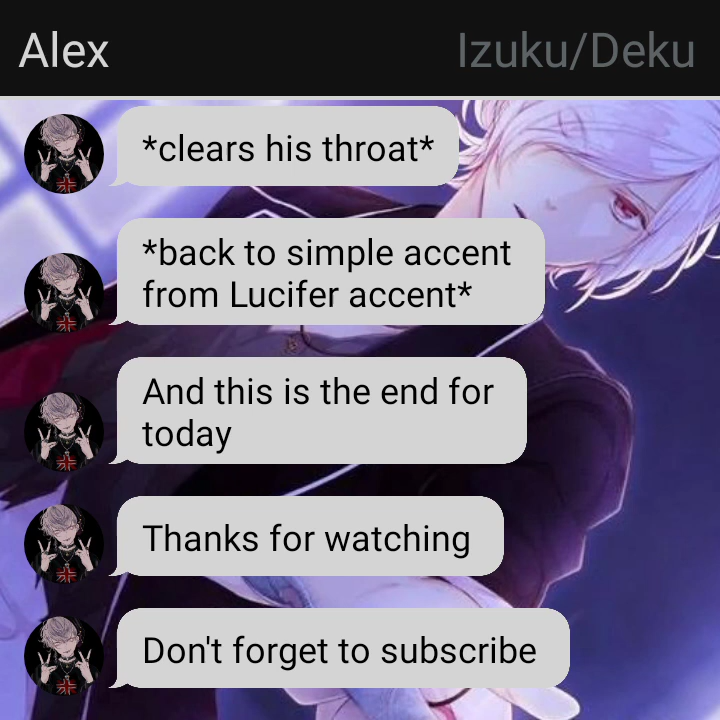 Alex
Izuku/Deku
*clears his throat*
*back to simple accent
from Lucifer accent*
And this is the end for
today
Thanks for watching
Don't forget to subscribe